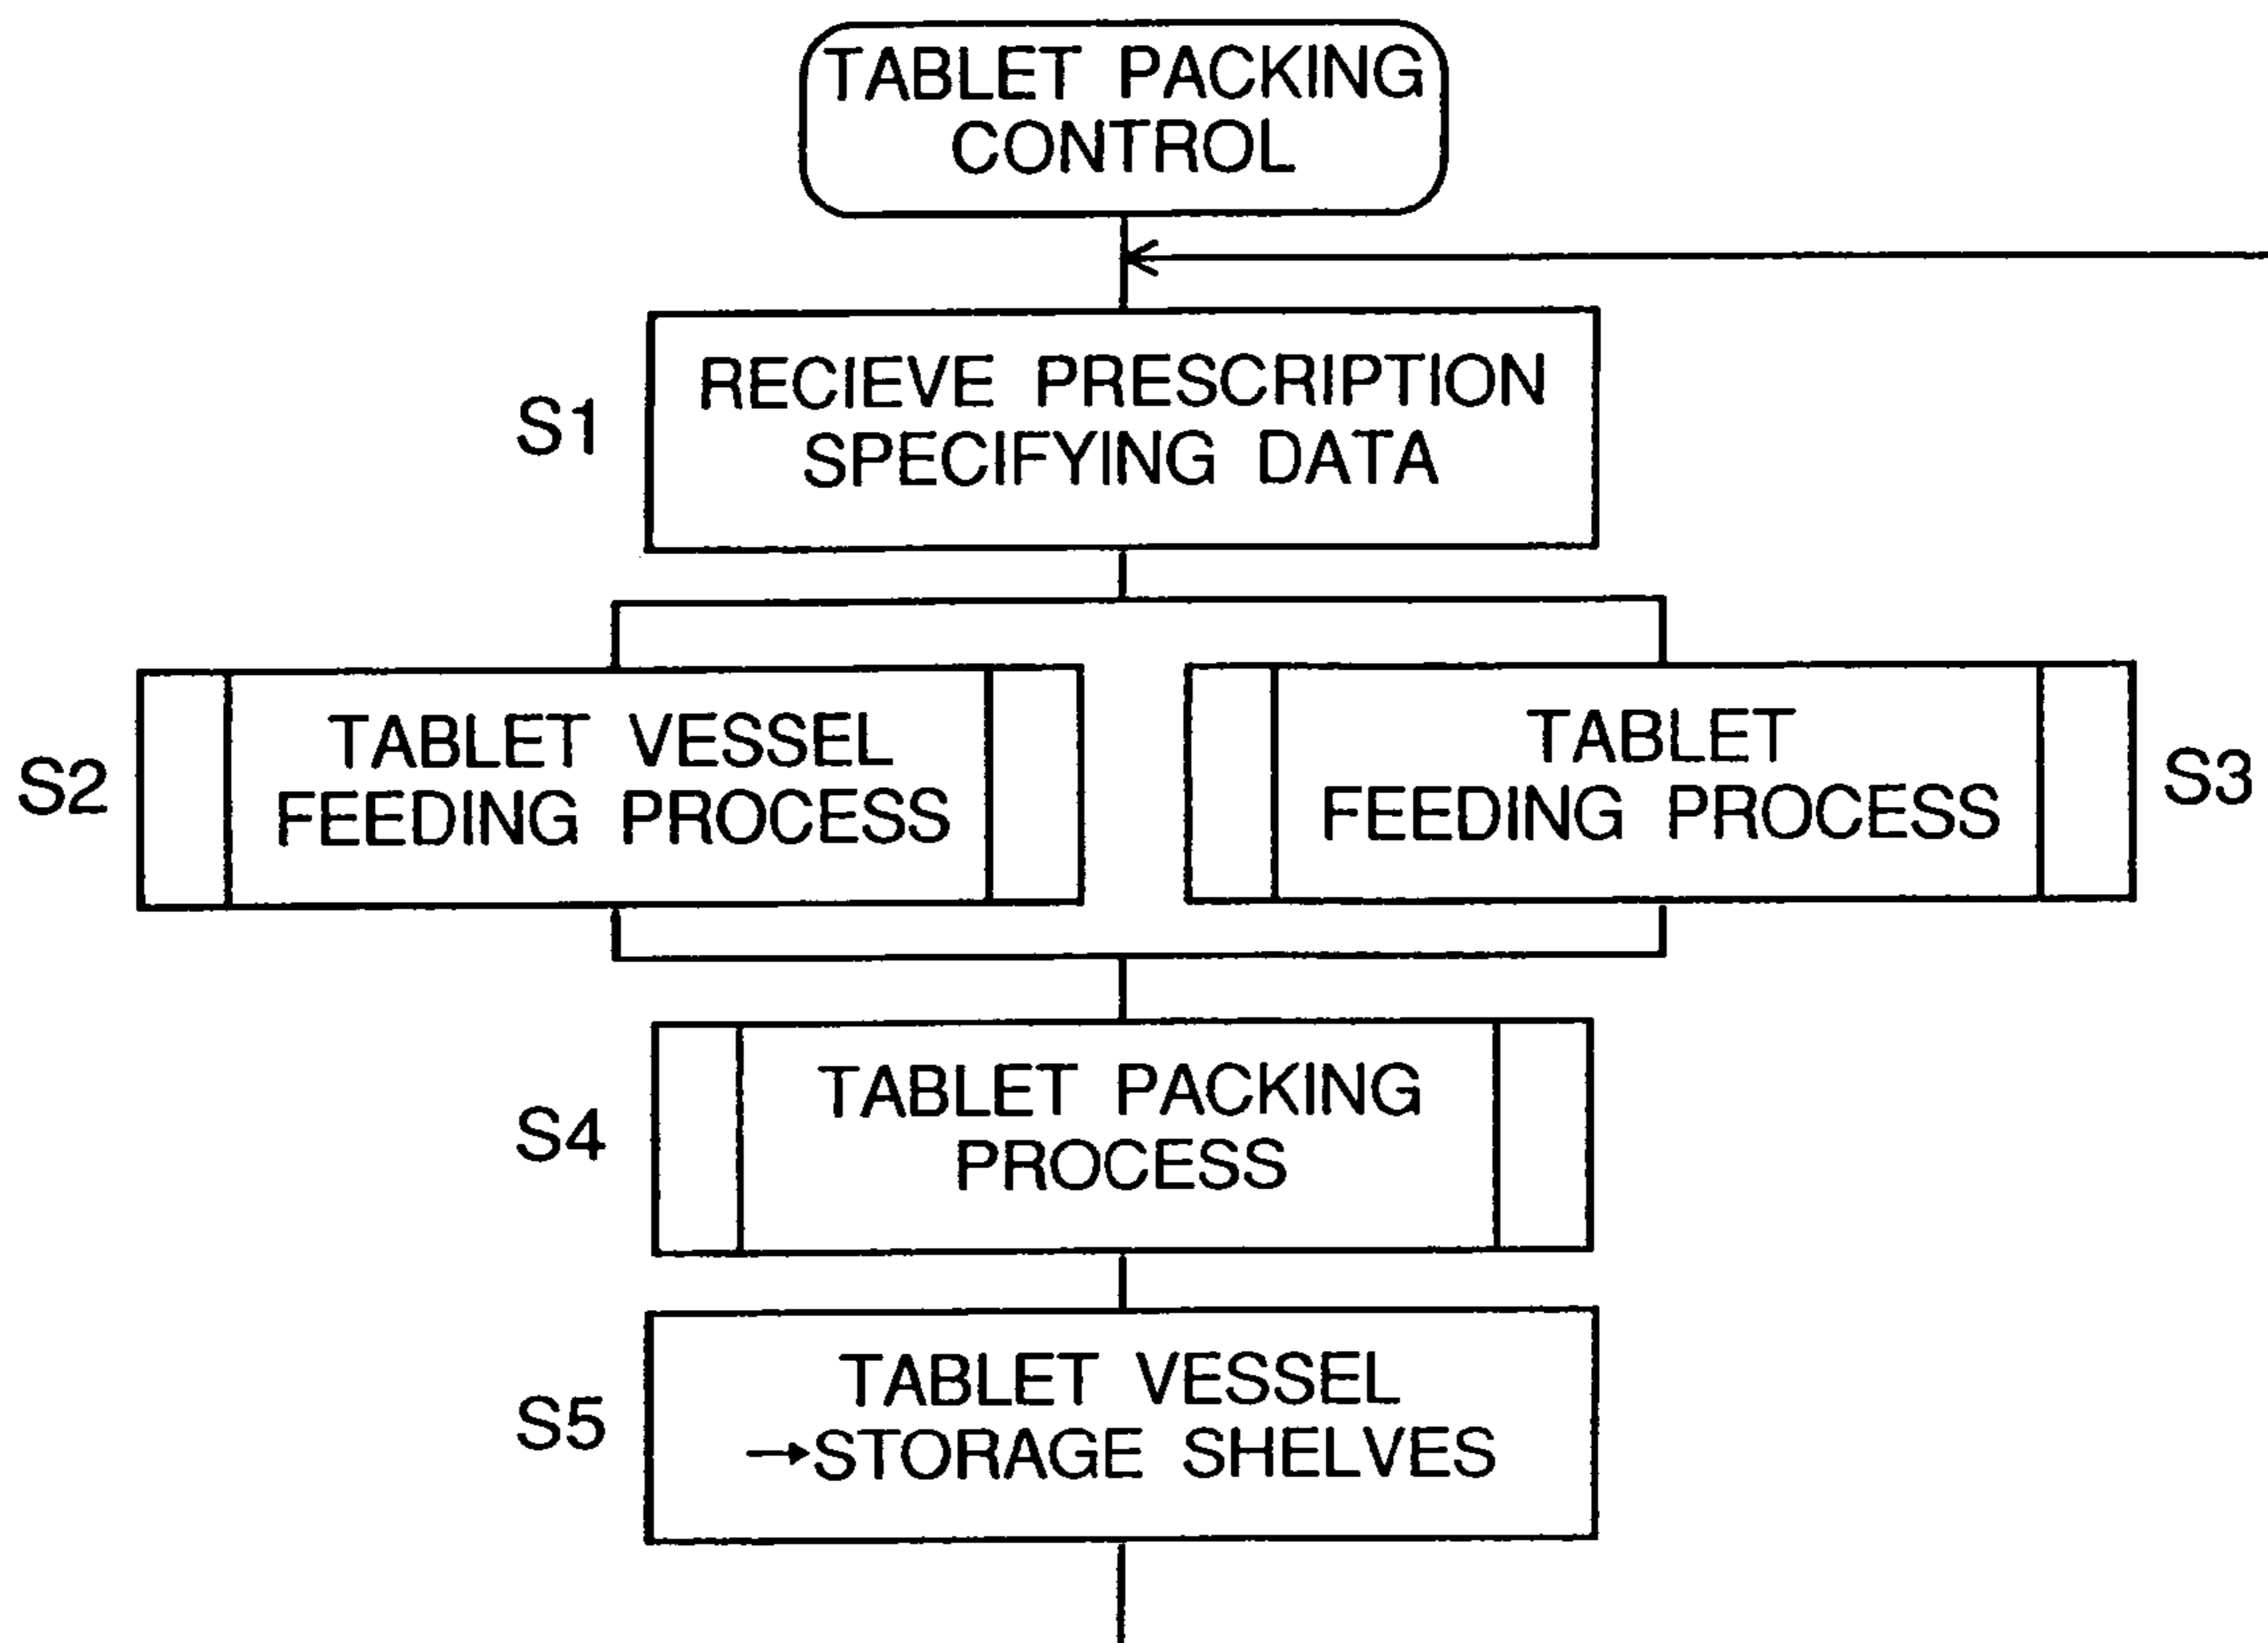 TABLET PACKING
CONTROL
S1
RECIEVE PRESCRIPTION
SPECIFYING DATA
S2
TABLET VESSEL
FEEDING PROCESS
TABLET
FEEDING PROCESS
S3
S4
TABLET PACKING
PROCESS
S5
TABLET VESSEL
→STORAGE SHELVES